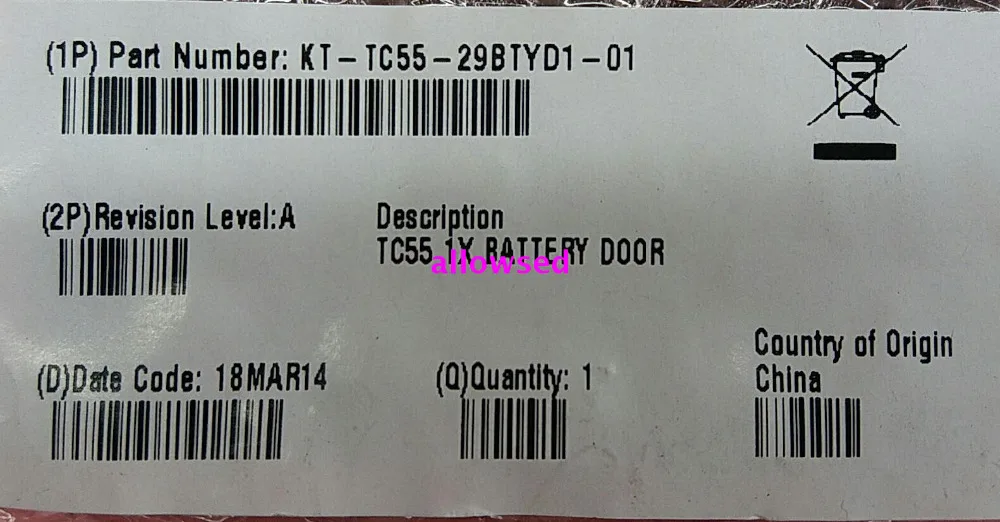 (1P) Part Number: KT-TC55-29BTYD1-01
(2P)Revision Level:A
Description
TC55 1X BATTERY DOOR
allowsed
(D)Date Code: 18MAR14
(Q)Quantity: 1
Country of Origin
China